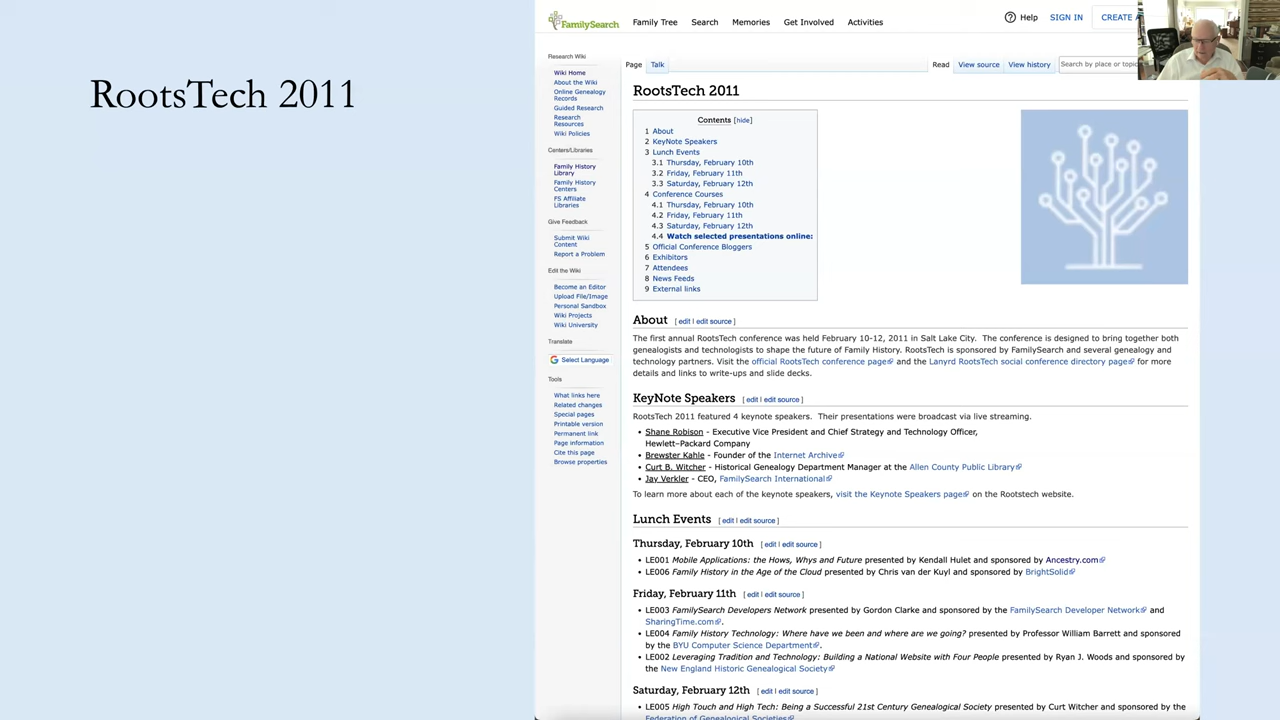 RootsTech 2011
FamilySearch
Family Tree
Search
Memories
Get Involved
Activities
Help
SIGN IN
CREATE A
Research Wiki
Wiki Home
About the Wiki
Online Genealogy
Records
Guided Research
Research
Resources
Wiki Policies
Centers/Libraries
Family History
Library
Family History
Centers
FS Affiliate
Libraries
Give Feedback
Submit Wiki
Content
Report a Problem
Edit the Wiki
Become an Editor
Upload File/Image
Personal Sandbox
Wiki Projects
Wiki University
Translate
Select Language
Tools
What links here
Related changes
Special pages
Printable version
Permanent link
Page information
Cite this page
Browse properties
Page
Talk
Read
View source
View history
Search by place or topic
RootsTech 2011
Contents [hide]
1 About
2 KeyNote Speakers
3 Lunch Events
3.1 Thursday, February 10th
3.2 Friday, February 11th
3.3 Saturday, February 12th
4 Conference Courses
4.1 Thursday, February 10th
4.2 Friday, February 11th
4.3 Saturday, February 12th
4.4 Watch selected presentations online:
5 Official Conference Bloggers
6 Exhibitors
7 Attendees
8 News Feeds
9 External links
About [ edit | edit source ]
The first annual RootsTech conference was held February 10-12, 2011 in Salt Lake City. The conference is designed to bring together both
genealogists and technologists to shape the future of Family History. RootsTech is sponsored by FamilySearch and several genealogy and
technology partners. Visit the official RootsTech conference page and the Lanyrd RootsTech social conference directory page for more
details and links to write-ups and slide decks.
KeyNote Speakers [ edit | edit source ]
RootsTech 2011 featured 4 keynote speakers. Their presentations were broadcast via live streaming.
• Shane Robison - Executive Vice President and Chief Strategy and Technology Officer,
Hewlett–Packard Company
• Brewster Kahle - Founder of the Internet Archive
• Curt B. Witcher - Historical Genealogy Department Manager at the Allen County Public Library
• Jay Verkler - CEO, FamilySearch International
To learn more about each of the keynote speakers, visit the Keynote Speakers page on the Rootstech website.
Lunch Events [ edit | edit source ]
Thursday, February 10th [ edit | edit source ]
• LE001 Mobile Applications: the Hows, Whys and Future presented by Kendall Hulet and sponsored by Ancestry.com
• LE006 Family History in the Age of the Cloud presented by Chris van der Kuyl and sponsored by BrightSolid
Friday, February 11th [ edit | edit source ]
• LE003 FamilySearch Developers Network presented by Gordon Clarke and sponsored by the FamilySearch Developer Network and
SharingTime.com.
• LE004 Family History Technology: Where have we been and where are we going? presented by Professor William Barrett and sponsored
by the BYU Computer Science Department.
• LE002 Leveraging Tradition and Technology: Building a National Website with Four People presented by Ryan J. Woods and sponsored by
the New England Historic Genealogical Society
Saturday, February 12th [ edit | edit source ]
• LE005 High Touch and High Tech: Being a Successful 21st Century Genealogical Society presented by Curt Witcher and sponsored by the
Federation of Genealogical Societies